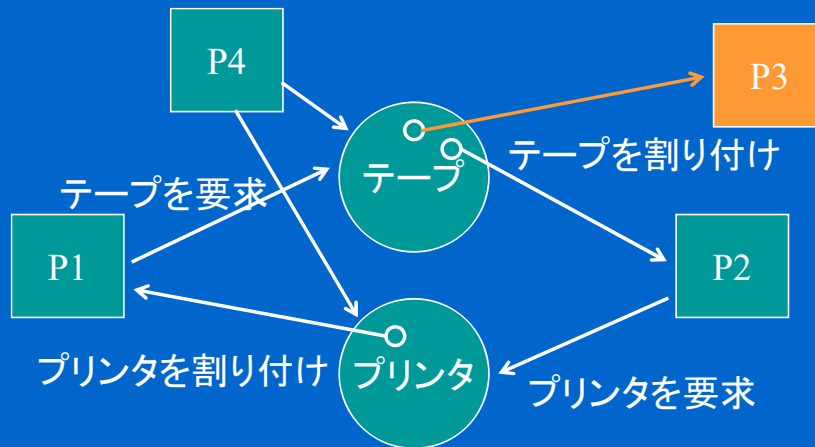 P4
P3
テープを割り付け
テープ
テープを要求
P1
P2
プリンタを割り付け
プリンタ
プリンタを要求